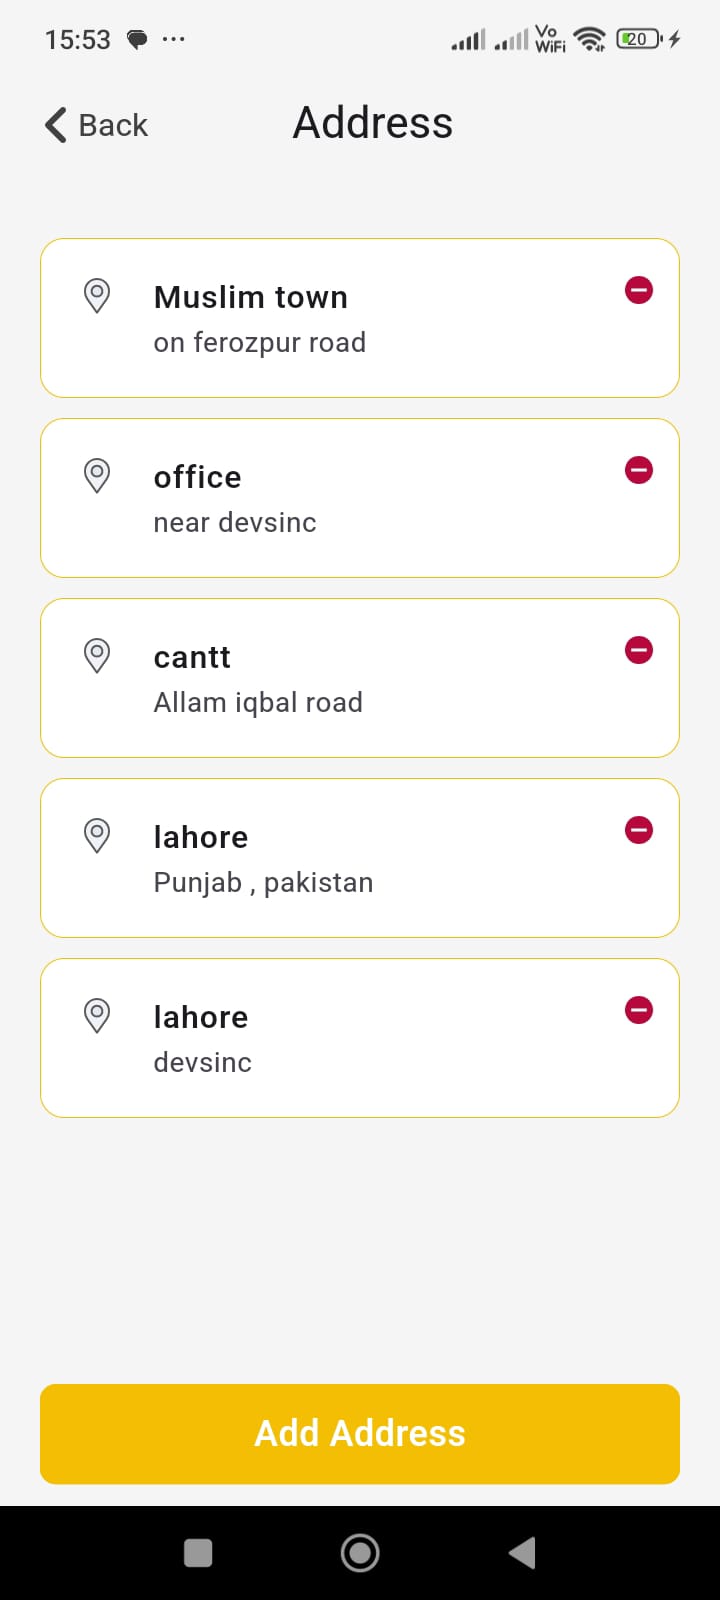 15:53
Vo
WiFi
20
Back
Address
Muslim town
on ferozpur road
office
near devsinc
cantt
Allam iqbal road
lahore
Punjab , pakistan
lahore
devsinc
Add Address